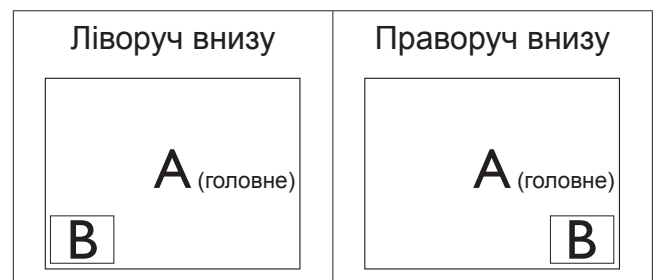 Ліворуч внизу
Праворуч внизу
A (головне)
B
A (головне)
B